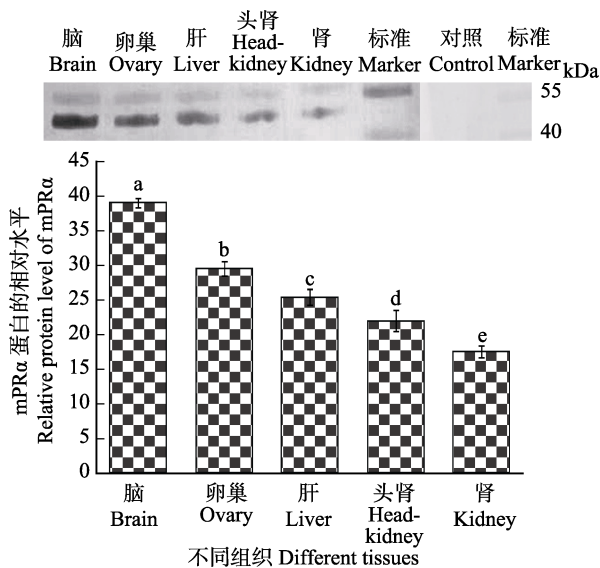 脑 卵巢 肝 头肾 肾 标准 对照 标准
Brain Ovary Liver Head-kidney Kidney Marker Control Marker kDa
55
40
mPRα 蛋白的相对水平
Relative protein level of mPRα
45
40
35
30
25
20
15
10
5
0
a
b
c
d
e
脑 卵巢 肝 头肾 肾
Brain Ovary Liver Head-kidney Kidney
不同组织 Different tissues